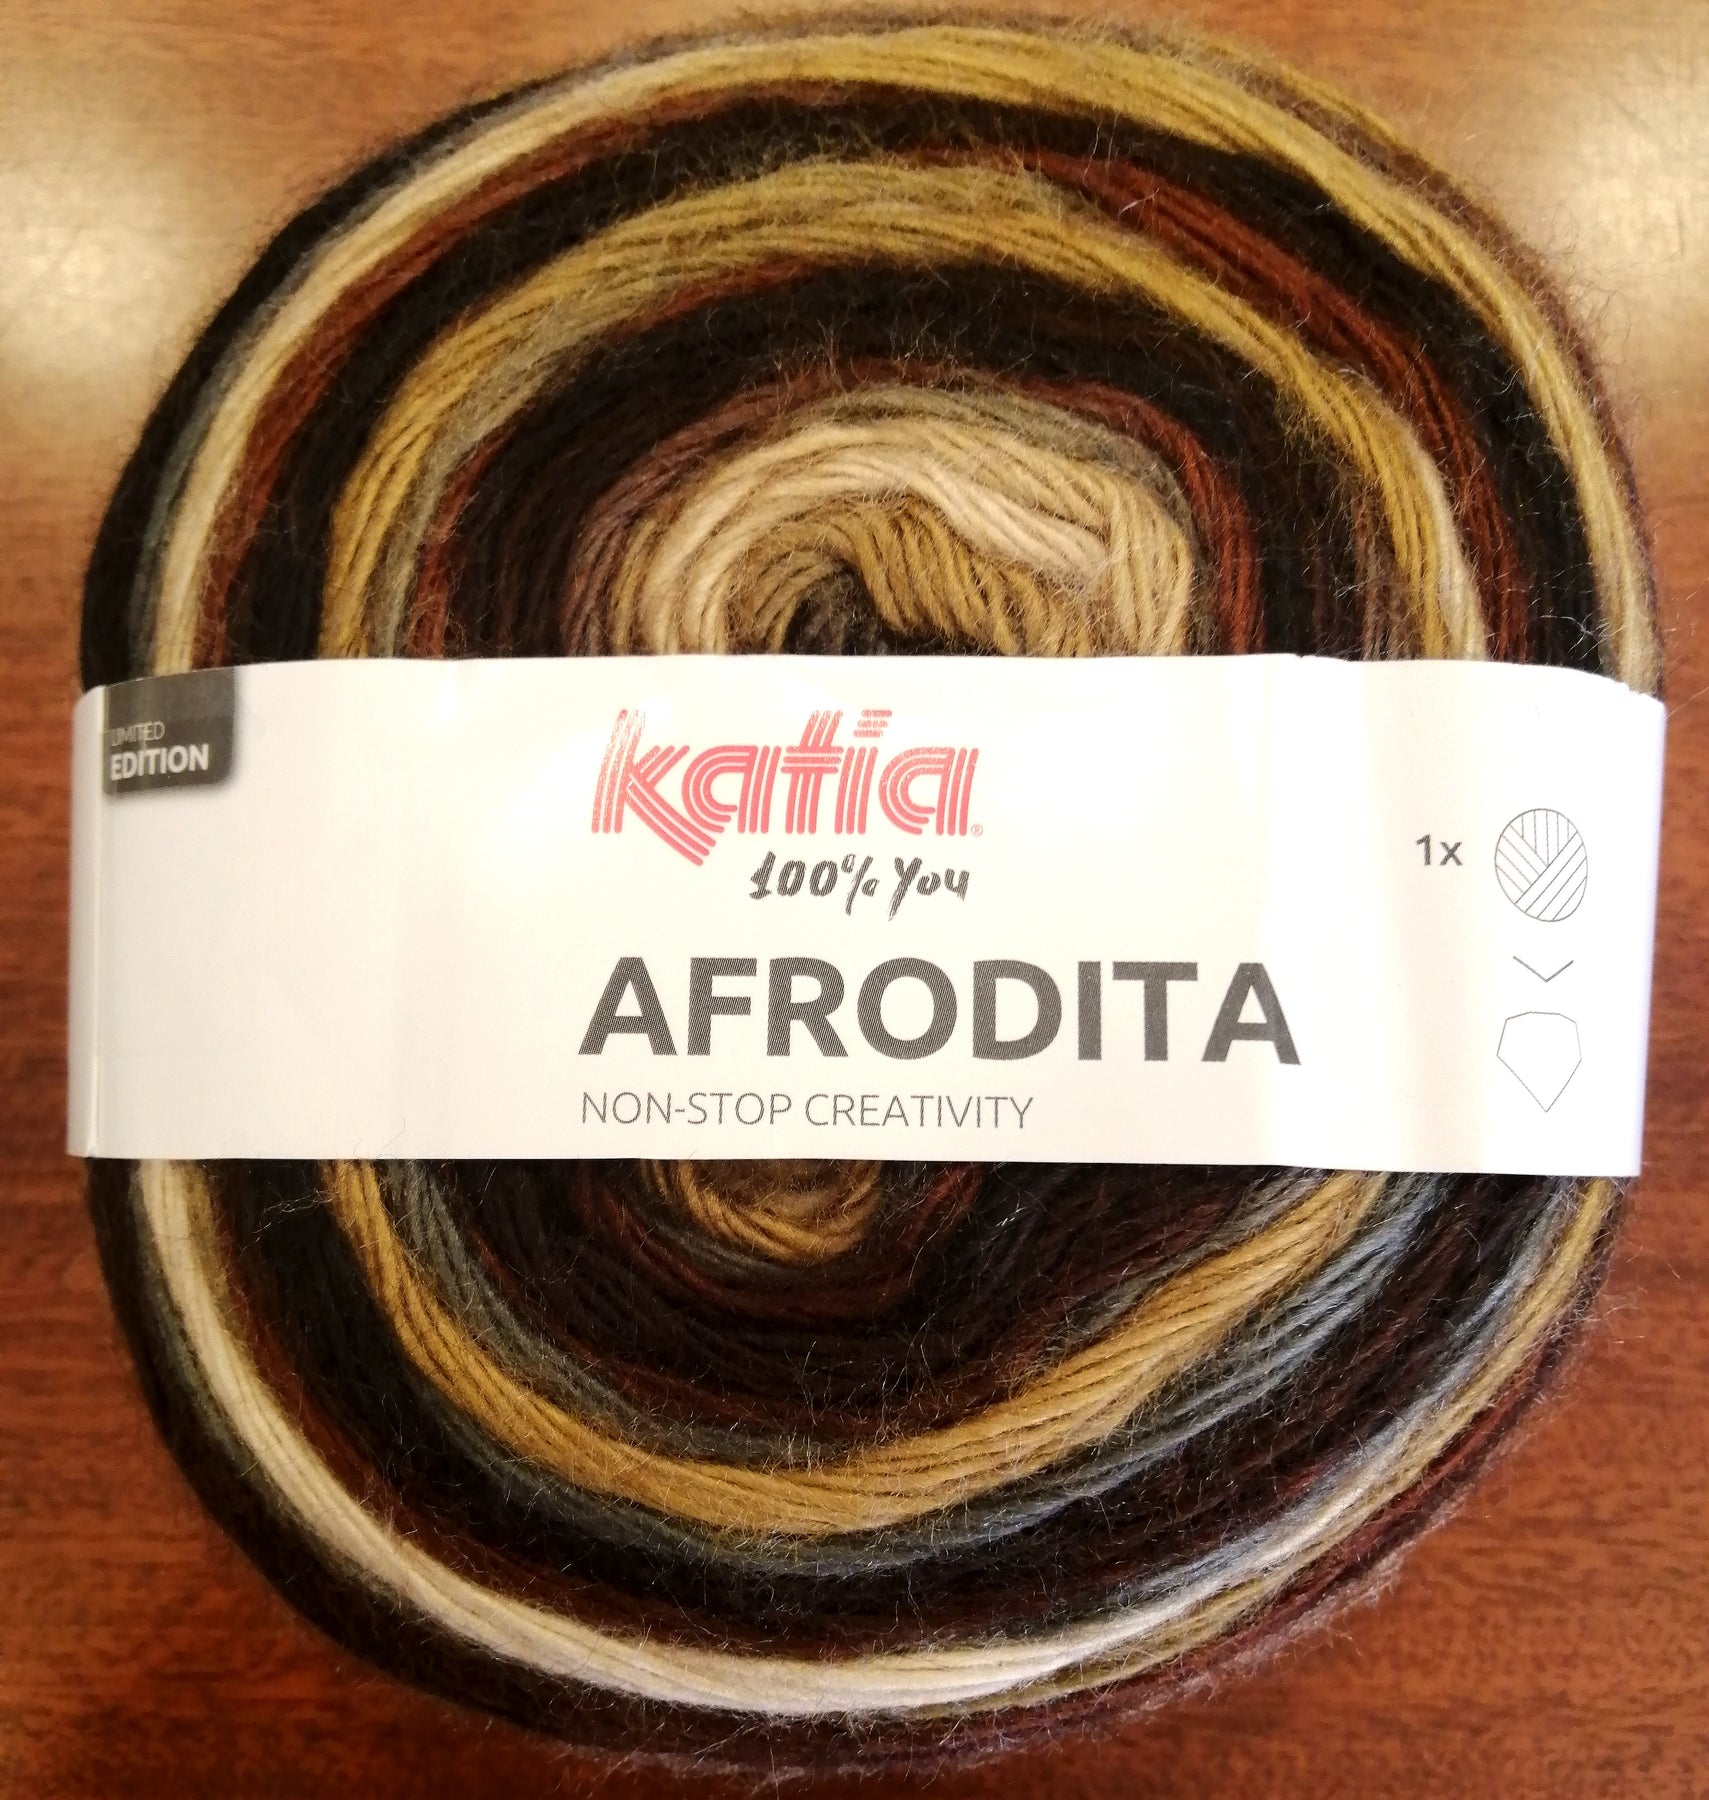 LIMITED
EDITION
katia®
100% you
AFRODITA
NON-STOP CREATIVITY
1x